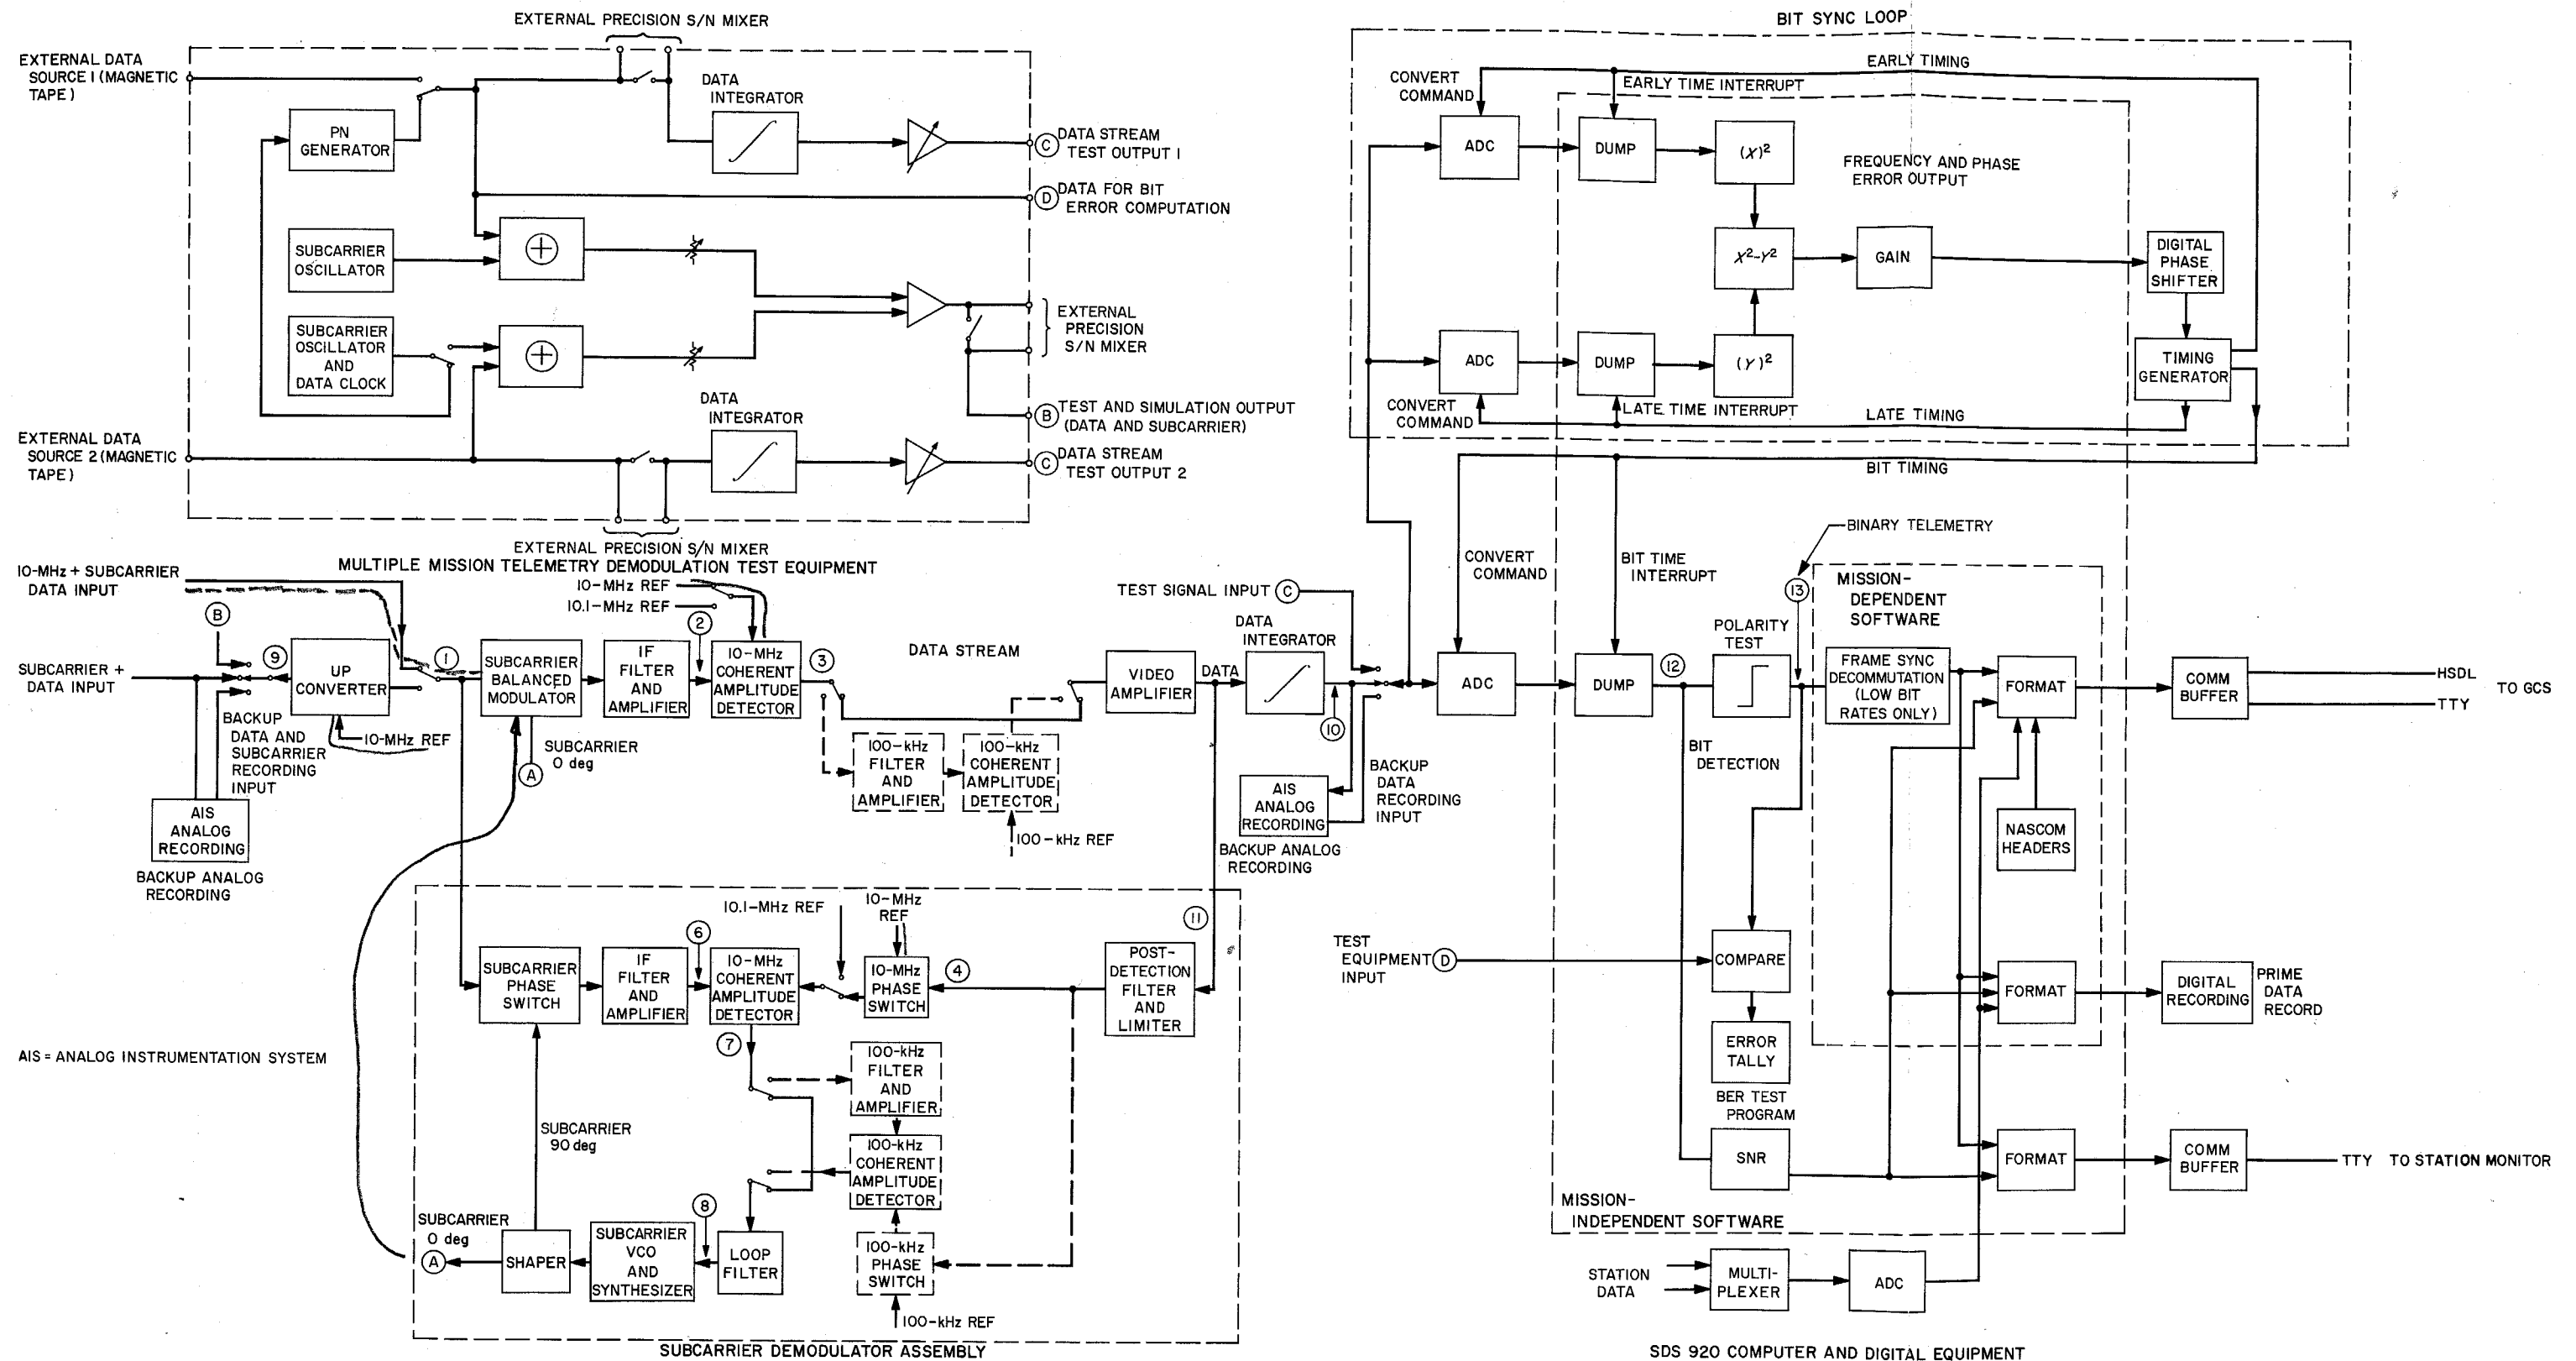 EXTERNAL PRECISION S/N MIXER
EXTERNAL DATA
SOURCE 1 (MAGNETIC
TAPE)
DATA
INTEGRATOR
PN
GENERATOR
C
DATA STREAM
TEST OUTPUT 1
D
DATA FOR BIT
ERROR COMPUTATION
SUBCARRIER
OSCILLATOR
+
SUBCARRIER
OSCILLATOR
AND
DATA CLOCK
+
EXTERNAL
PRECISION
S/N MIXER
DATA
INTEGRATOR
B
TEST AND SIMULATION OUTPUT
(DATA AND SUBCARRIER)
EXTERNAL DATA
SOURCE 2 (MAGNETIC
TAPE)
C
DATA STREAM
TEST OUTPUT 2
EXTERNAL PRECISION S/N MIXER
MULTIPLE MISSION TELEMETRY DEMODULATION TEST EQUIPMENT
BIT SYNC LOOP
EARLY TIMING
CONVERT
COMMAND
EARLY TIME INTERRUPT
ADC
DUMP
(X)2
FREQUENCY AND PHASE
ERROR OUTPUT
X2-Y2
GAIN
DIGITAL
PHASE
SHIFTER
ADC
DUMP
(Y)2
TIMING
GENERATOR
CONVERT
COMMAND
LATE TIME INTERRUPT
LATE TIMING
BIT TIMING
10-MHz + SUBCARRIER
DATA INPUT
B
SUBCARRIER +
DATA INPUT
9
UP
CONVERTER
1
10-MHz REF
BACKUP
DATA AND
SUBCARRIER
RECORDING
INPUT
AIS
ANALOG
RECORDING
BACKUP ANALOG
RECORDING
SUBCARRIER
BALANCED
MODULATOR
A
SUBCARRIER
0 deg
IF
FILTER
AND
AMPLIFIER
2
10-MHz REF
10.1-MHz REF
10-MHz
COHERENT
AMPLITUDE
DETECTOR
3
100-kHz
FILTER
AND
AMPLIFIER
100-kHz
COHERENT
AMPLITUDE
DETECTOR
100-kHz REF
DATA STREAM
VIDEO
AMPLIFIER
DATA
TEST SIGNAL INPUT
C
DATA
INTEGRATOR
10
AIS
ANALOG
RECORDING
BACKUP ANALOG
RECORDING
BACKUP
DATA
RECORDING
INPUT
CONVERT
COMMAND
BIT TIME
INTERRUPT
ADC
DUMP
12
POLARITY
TEST
BINARY TELEMETRY
13
BIT
DETECTION
MISSION-
DEPENDENT
SOFTWARE
FRAME SYNC
DECOMMUTATION
(LOW BIT
RATES ONLY)
FORMAT
COMM
BUFFER
HSDL
TTY
TO GCS
NASCOM
HEADERS
TEST
EQUIPMENT
INPUT
D
COMPARE
ERROR
TALLY
BER TEST
PROGRAM
FORMAT
DIGITAL
RECORDING
PRIME
DATA
RECORD
SNR
FORMAT
COMM
BUFFER
TTY TO STATION MONITOR
MISSION-
INDEPENDENT SOFTWARE
STATION
DATA
MULTI-
PLEXER
ADC
SDS 920 COMPUTER AND DIGITAL EQUIPMENT
AIS = ANALOG INSTRUMENTATION SYSTEM
SUBCARRIER
PHASE
SWITCH
IF
FILTER
AND
AMPLIFIER
6
10-MHz
COHERENT
AMPLITUDE
DETECTOR
10.1-MHz REF
10-MHz
REF
10-MHz
PHASE
SWITCH
4
POST-
DETECTION
FILTER
AND
LIMITER
11
7
100-kHz
FILTER
AND
AMPLIFIER
100-kHz
COHERENT
AMPLITUDE
DETECTOR
100-kHz
PHASE
SWITCH
100-kHz REF
SUBCARRIER
90 deg
SUBCARRIER
0 deg
A
SHAPER
SUBCARRIER
VCO
AND
SYNTHESIZER
8
LOOP
FILTER
SUBCARRIER DEMODULATOR ASSEMBLY